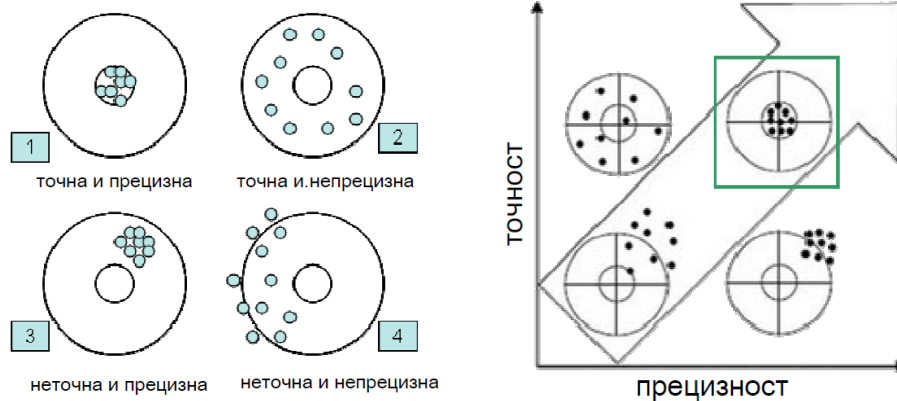 1
2
точна и прецизна
точна и.непрецизна
3
4
неточна и прецизна
неточна и непрецизна
точност
прецизност